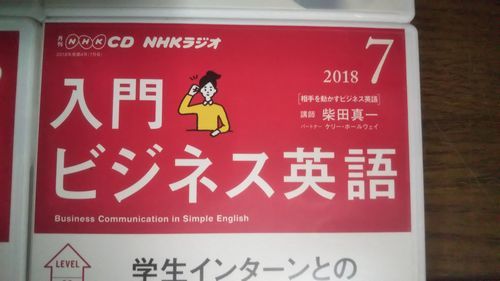 月刊 NHK CD NHKラジオ
2018 7
入門
ビジネス英語
[相手を動かすビジネス英語]
講師 柴田真一
パートナー ケリー・ホールウェイ
Business Communication in Simple English
LEVEL
学生インターンとの